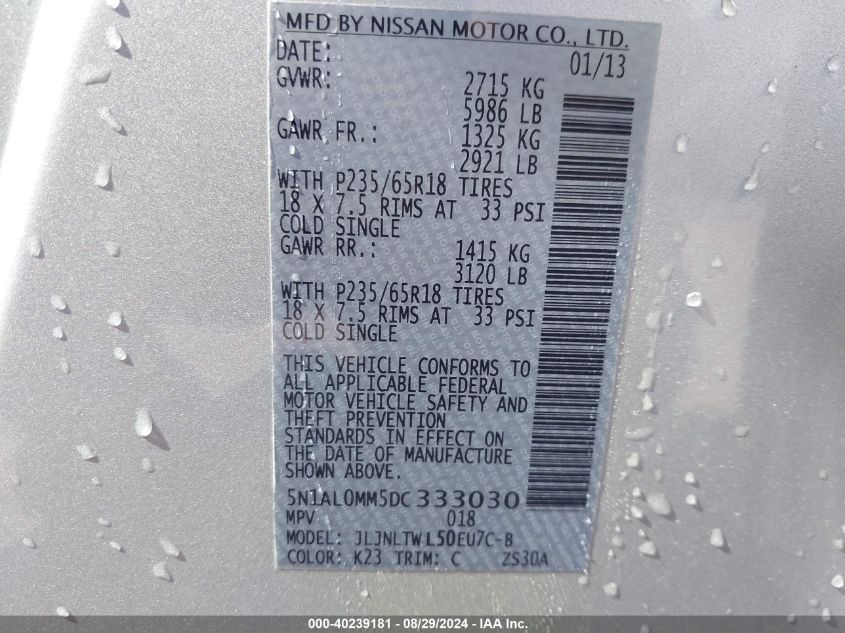 MFD BY NISSAN MOTOR CO., LTD.
DATE: 01/13
GVWR: 2715 KG
5986 LB
GAWR FR.: 1325 KG
2921 LB
WITH P235/65R18 TIRES
18 X 7.5 RIMS AT 33 PSI
COLD SINGLE
GAWR RR.: 1415 KG
3120 LB
WITH P235/65R18 TIRES
18 X 7.5 RIMS AT 33 PSI
COLD SINGLE
THIS VEHICLE CONFORMS TO
ALL APPLICABLE FEDERAL
MOTOR VEHICLE SAFETY AND
THEFT PREVENTION
STANDARDS IN EFFECT ON
THE DATE OF MANUFACTURE
SHOWN ABOVE.
5N1AL0MM5DC333030
MPV 018
MODEL: JLJNLTWL50EU7C-B
COLOR: K23 TRIM: C ZS30A
000-40239181 - 08/29/2024 - IAA Inc.